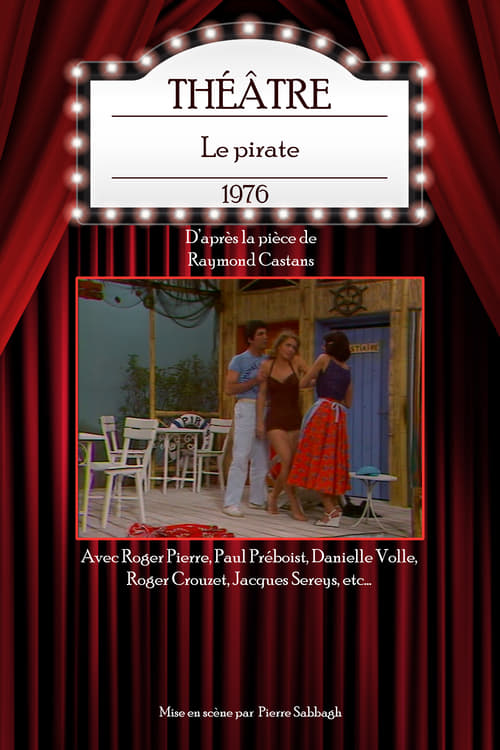 THÉÂTRE
Le pirate
1976
D'après la pièce de
Raymond Castans
PIR
Avec Roger Pierre, Paul Préboist, Danielle Volle,
Roger Crouzet, Jacques Sereys, etc...
Mise en scène par Pierre Sabbagh